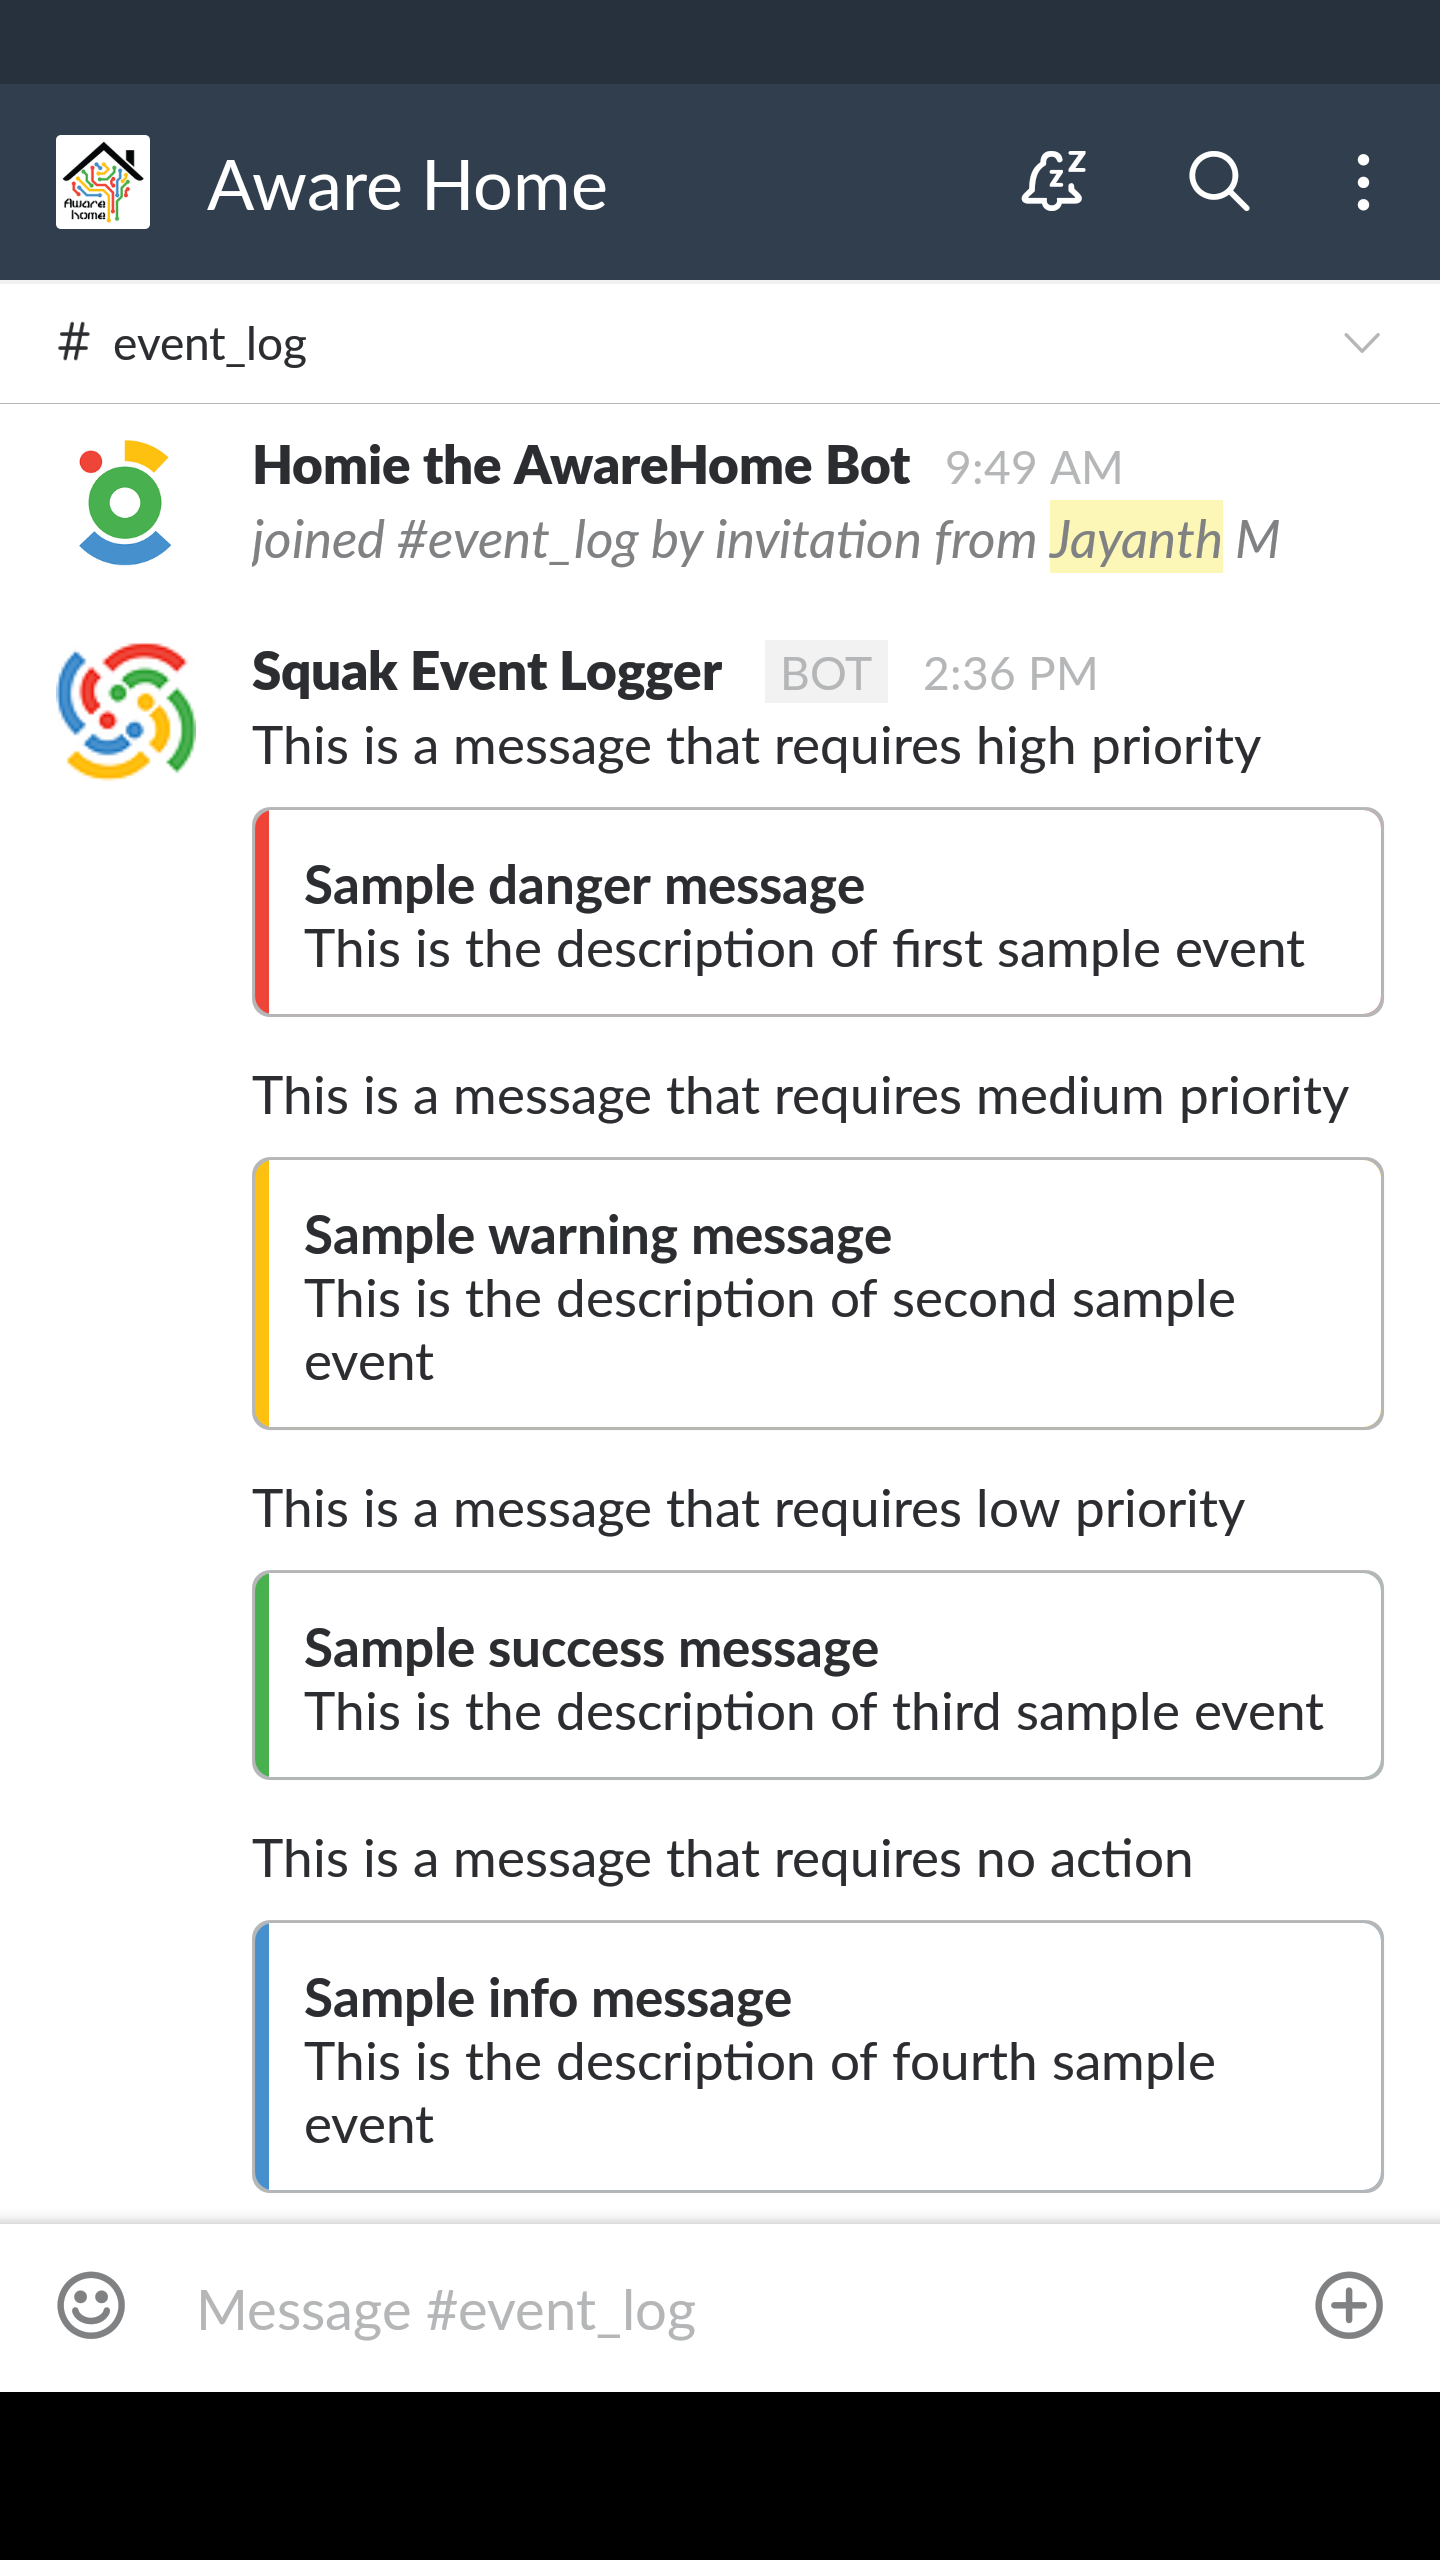 Aware
home
Aware Home
z z
# event_log
Homie the AwareHome Bot 9:49 AM
joined #event_log by invitation from Jayanth M
Squak Event Logger BOT 2:36 PM
This is a message that requires high priority
Sample danger message
This is the description of first sample event
This is a message that requires medium priority
Sample warning message
This is the description of second sample
event
This is a message that requires low priority
Sample success message
This is the description of third sample event
This is a message that requires no action
Sample info message
This is the description of fourth sample
event
Message #event_log